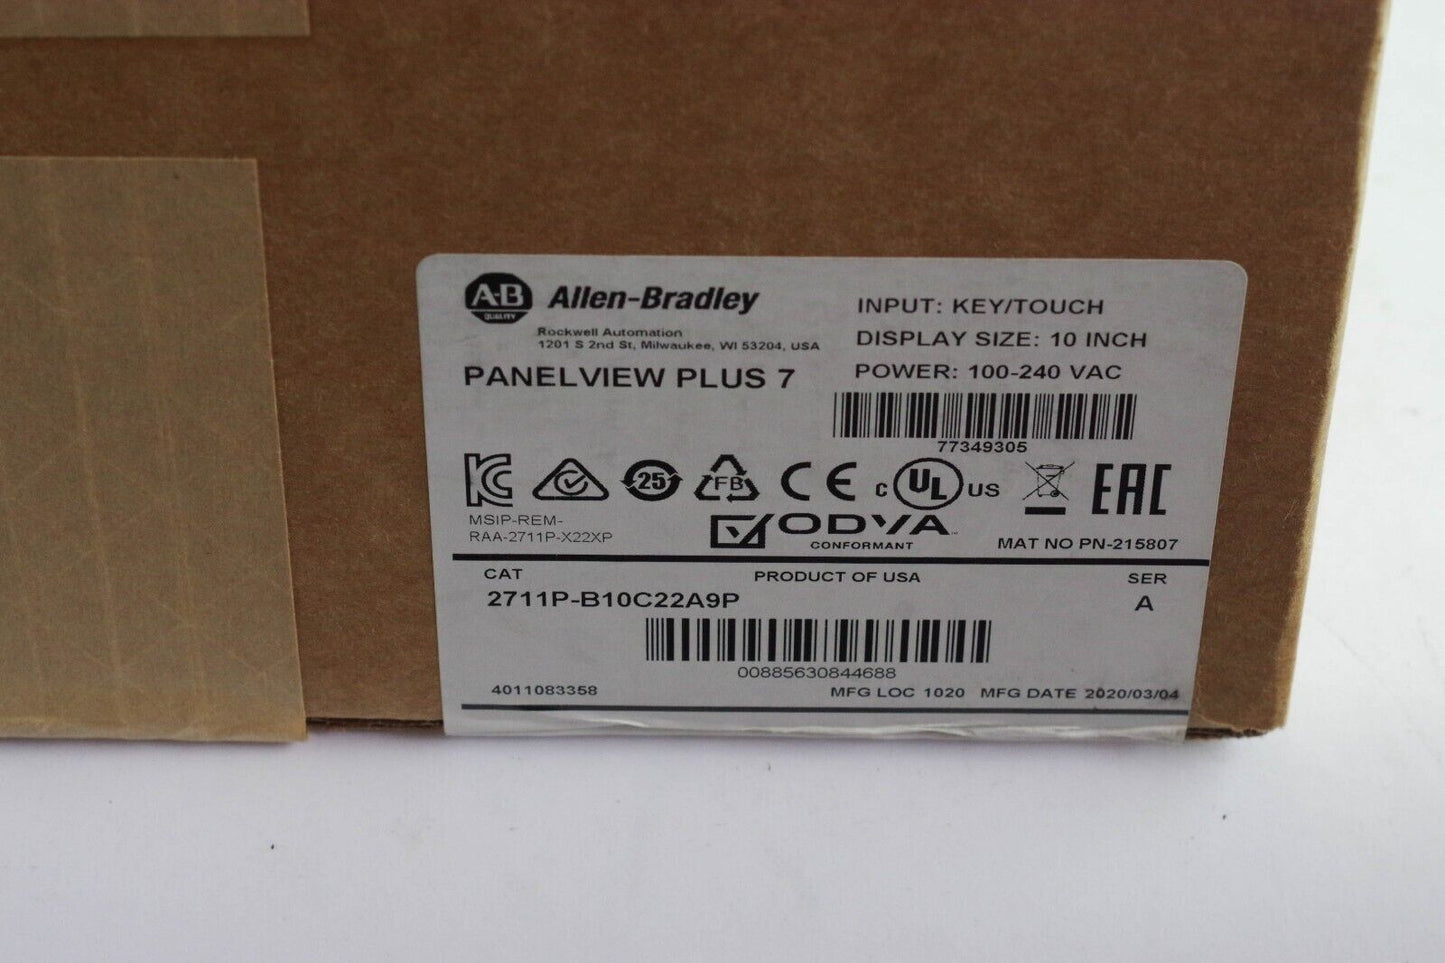 A-B
QUALITY
Allen-Bradley
Rockwell Automation
1201 S 2nd St, Milwaukee, WI 53204, USA
PANELVIEW PLUS 7
INPUT: KEY/TOUCH
DISPLAY SIZE: 10 INCH
POWER: 100-240 VAC
77349305
MSIP-REM-
RAA-2711P-X22XP
25
FB
CE
c UL US
EAC
ODVA
CONFORMANT
MAT NO PN-215807
CAT
2711P-B10C22A9P
PRODUCT OF USA
SER
A
00885630844688
4011083358
MFG LOC 1020 MFG DATE 2020/03/04